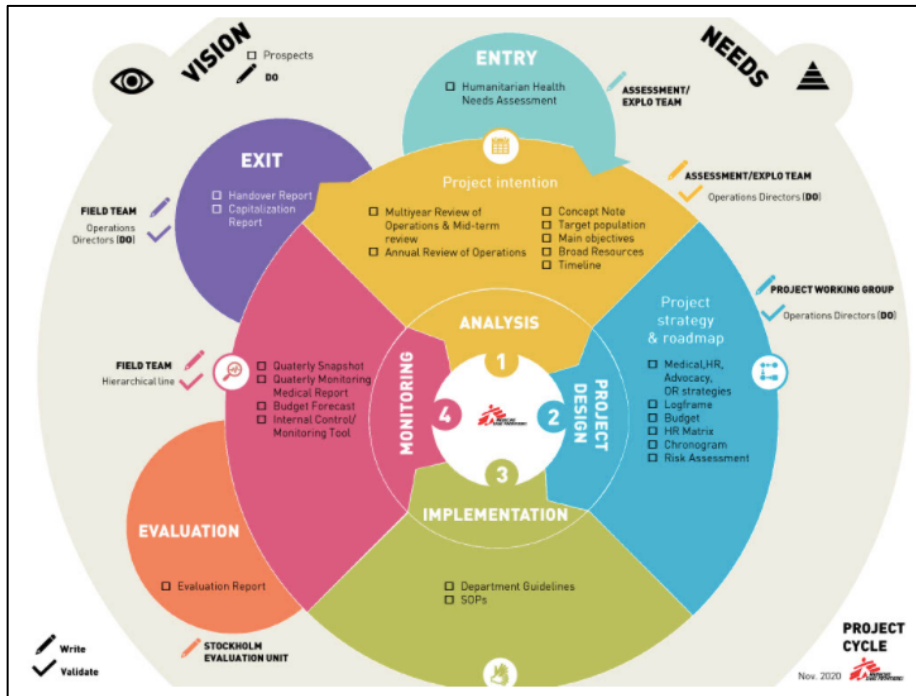 VISION
☐ Prospects
DO
NEEDS
ENTRY
☐ Humanitarian Health
Needs Assessment
ASSESSMENT/
EXPLO TEAM
EXIT
☐ Handover Report
☐ Capitalization
Report
FIELD TEAM
Operations
Directors (DO)
Project intention
☐ Multiyear Review of
Operations & Mid-term
review
☐ Annual Review of Operations
☐ Concept Note
☐ Target population
☐ Main objectives
☐ Broad Resources
☐ Timeline
ASSESSMENT/EXPLO TEAM
Operations Directors (DO)
PROJECT WORKING GROUP
Operations Directors (DO)
Project
strategy
& roadmap
☐ Medical,HR,
Advocacy,
OR strategies
☐ Logframe
☐ Budget
☐ HR Matrix
☐ Chronogram
☐ Risk Assessment
ANALYSIS
1
PROJECT
DESIGN
2
3
IMPLEMENTATION
MONITORING
4
FIELD TEAM
Hierarchical line
☐ Quaterly Snapshot
☐ Quaterly Monitoring
Medical Report
☐ Budget Forecast
☐ Internal Control/
Monitoring Tool
EVALUATION
☐ Evaluation Report
STOCKHOLM
EVALUATION UNIT
☐ Department Guidelines
☐ SOPs
Write
Validate
PROJECT
CYCLE
Nov. 2020